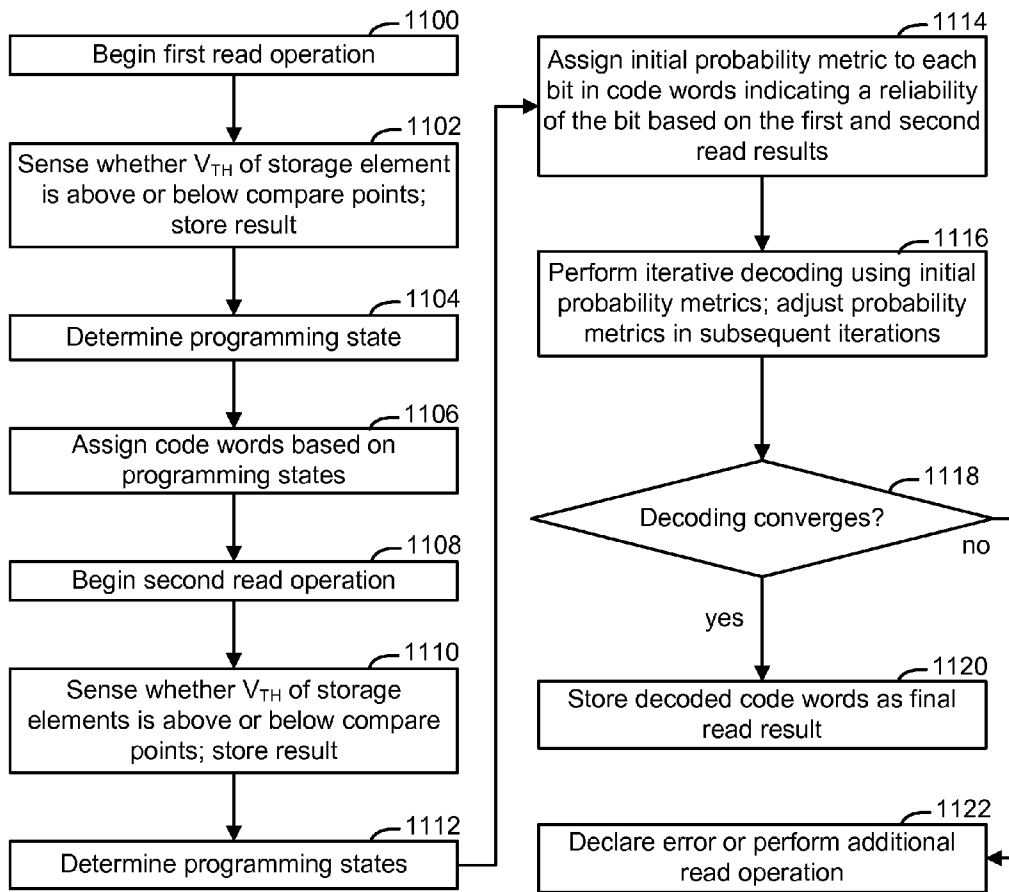 1100
Begin first read operation
1102
Sense whether VTH of storage element
is above or below compare points;
store result
1104
Determine programming state
1106
Assign code words based on
programming states
1108
Begin second read operation
1110
Sense whether VTH of storage
elements is above or below compare
points; store result
1112
Determine programming states
1114
Assign initial probability metric to each
bit in code words indicating a reliability
of the bit based on the first and second
read results
1116
Perform iterative decoding using initial
probability metrics; adjust probability
metrics in subsequent iterations
1118
Decoding converges?
no
yes
1120
Store decoded code words as final
read result
1122
Declare error or perform additional
read operation